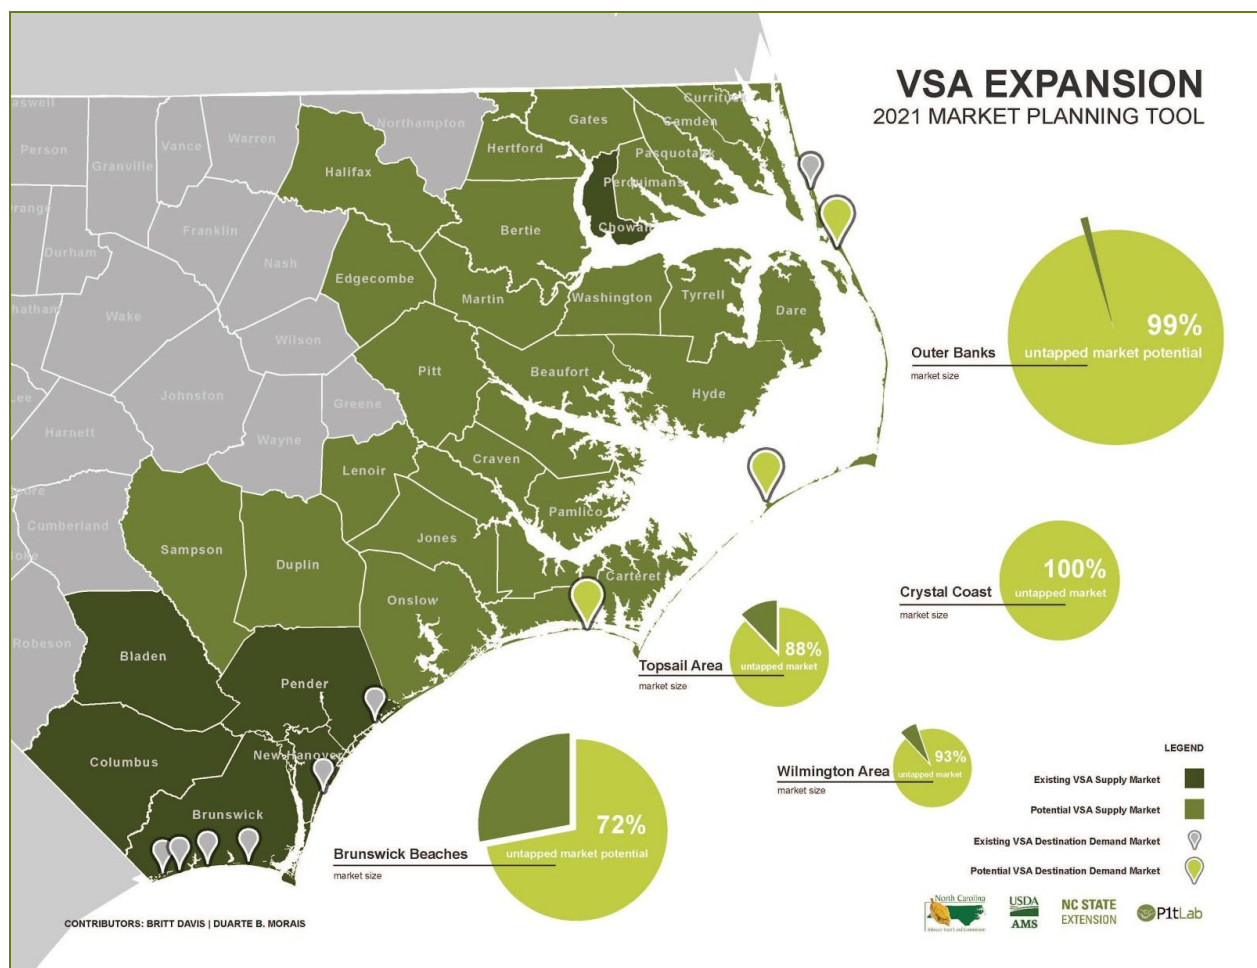 VSA EXPANSION
2021 MARKET PLANNING TOOL
aswell
Person
Granville
Vance
Warren
Northampton
Halifax
Hertford
Gates
Currituck
Camden
Pasquotank
Perquimans
Chowan
Bertie
Franklin
Nash
Durham
Edgecombe
Martin
Washington
Tyrrell
Dare
hatham
Wake
Wilson
Pitt
Beaufort
Hyde
Johnston
Greene
Lee
Harnett
Wayne
Lenoir
Craven
Pamlico
Cumberland
Sampson
Duplin
Jones
Carteret
Onslow
Robeson
Bladen
Pender
Columbus
New Hanover
Brunswick
99%
untapped market potential
Outer Banks
market size
100%
untapped market
Crystal Coast
market size
88%
untapped market
Topsail Area
market size
93%
untapped market
Wilmington Area
market size
72%
untapped market potential
Brunswick Beaches
market size
LEGEND
Existing VSA Supply Market
Potential VSA Supply Market
Existing VSA Destination Demand Market
Potential VSA Destination Demand Market
CONTRIBUTORS: BRITT DAVIS | DUARTE B. MORAIS
North Carolina
USDA
AMS
NC STATE
EXTENSION
P1tLab